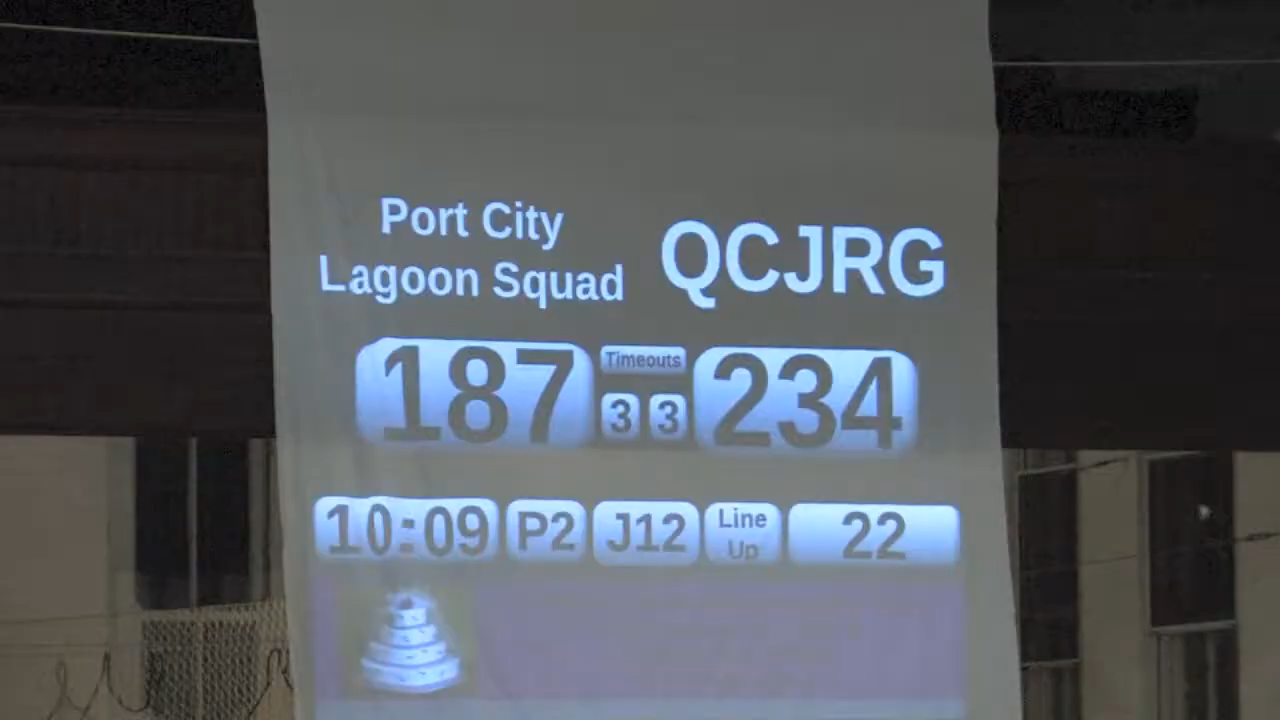 Port City
Lagoon Squad
QCJRG
187
Timeouts
3 3
234
10:09 P2 J12 Line Up 22